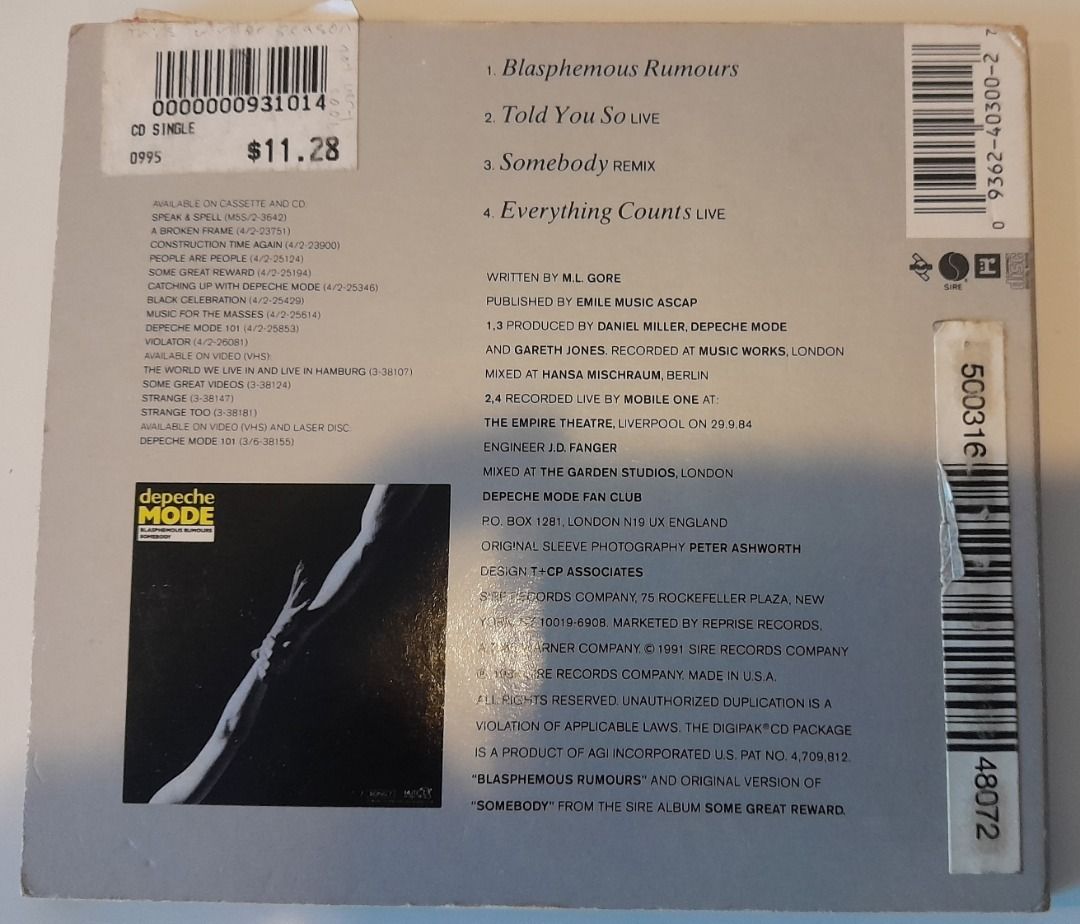 0000000931014
CD SINGLE
0995 $11.28
1. Blasphemous Rumours
2. Told You So LIVE
3. Somebody REMIX
4. Everything Counts LIVE
0 9362-40300-2 2
SIRE
AVAILABLE ON CASSETTE AND CD:
SPEAK & SPELL (M5S/2-3642)
A BROKEN FRAME (4/2-23751)
CONSTRUCTION TIME AGAIN (4/2-23900)
PEOPLE ARE PEOPLE (4/2-25124)
SOME GREAT REWARD (4/2-25194)
CATCHING UP WITH DEPECHE MODE (4/2-25346)
BLACK CELEBRATION (4/2-25429)
MUSIC FOR THE MASSES (4/2-25614)
DEPECHE MODE 101 (4/2-25853)
VIOLATOR (4/2-26081)
AVAILABLE ON VIDEO (VHS):
THE WORLD WE LIVE IN AND LIVE IN HAMBURG (3-38107)
SOME GREAT VIDEOS (3-38124)
STRANGE (3-38147)
STRANGE TOO (3-38181)
AVAILABLE ON VIDEO (VHS) AND LASER DISC:
DEPECHE MODE 101 (3/6-38155)
depeche
MODE
BLASPHEMOUS RUMOURS
SOMEBODY
WRITTEN BY M.L. GORE
PUBLISHED BY EMILE MUSIC ASCAP
1,3 PRODUCED BY DANIEL MILLER, DEPECHE MODE
AND GARETH JONES. RECORDED AT MUSIC WORKS, LONDON
MIXED AT HANSA MISCHRAUM, BERLIN
2,4 RECORDED LIVE BY MOBILE ONE AT:
THE EMPIRE THEATRE, LIVERPOOL ON 29.9.84
ENGINEER J.D. FANGER
MIXED AT THE GARDEN STUDIOS, LONDON
DEPECHE MODE FAN CLUB
P.O. BOX 1281, LONDON N19 UX ENGLAND
ORIGINAL SLEEVE PHOTOGRAPHY PETER ASHWORTH
DESIGN T+CP ASSOCIATES
SIRE RECORDS COMPANY, 75 ROCKEFELLER PLAZA, NEW
YORK, NY 10019-6908. MARKETED BY REPRISE RECORDS,
A WARNER COMPANY. © 1991 SIRE RECORDS COMPANY
SIRE RECORDS COMPANY. MADE IN U.S.A.
ALL RIGHTS RESERVED. UNAUTHORIZED DUPLICATION IS A
VIOLATION OF APPLICABLE LAWS. THE DIGIPAK® CD PACKAGE
IS A PRODUCT OF AGI INCORPORATED U.S. PAT NO. 4,709,812.
"BLASPHEMOUS RUMOURS" AND ORIGINAL VERSION OF
"SOMEBODY" FROM THE SIRE ALBUM SOME GREAT REWARD.
500316 48072